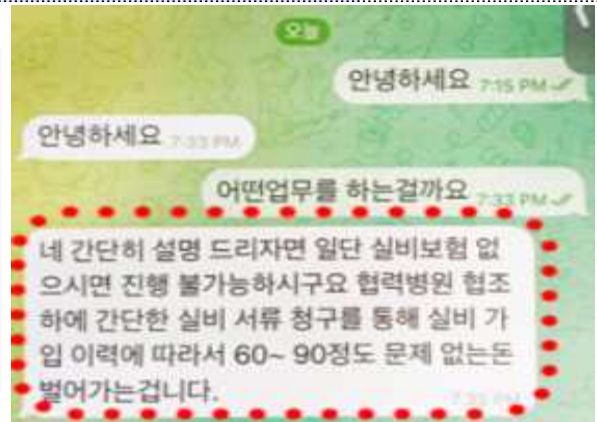 오늘
안녕하세요 7:15 PM
안녕하세요 7:33 PM
어떤업무를 하는걸까요 7:33 PM
네 간단히 설명 드리자면 일단 실비보험 없
으시면 진행 불가능하시구요 협력병원 협조
하에 간단한 실비 서류 청구를 통해 실비 가
입 이력에 따라서 60~ 90정도 문제 없는돈
벌어가는겁니다.
7:33 PM